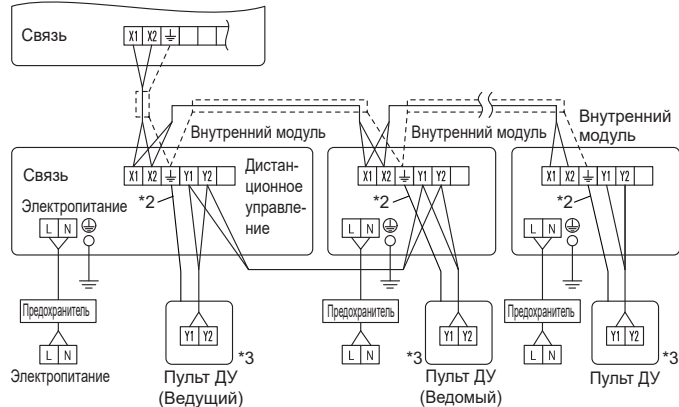 Связь
X1 X2
Внутренний модуль
Внутренний модуль
Внутренний
модуль
Связь
X1 X2 Y1 Y2
Дистан-
ционное
управле-
ние
X1 X2 Y1 Y2
X1 X2 Y1 Y2
*2
*2
*2
Электропитание
L N
L N
L N
Предохранитель
Предохранитель
Предохранитель
Y1 Y2
Y1 Y2
Y1 Y2
L N
*3
L N
*3
L N
*3
Электропитание
Пульт ДУ
(Ведущий)
Пульт ДУ
(Ведомый)
Пульт ДУ